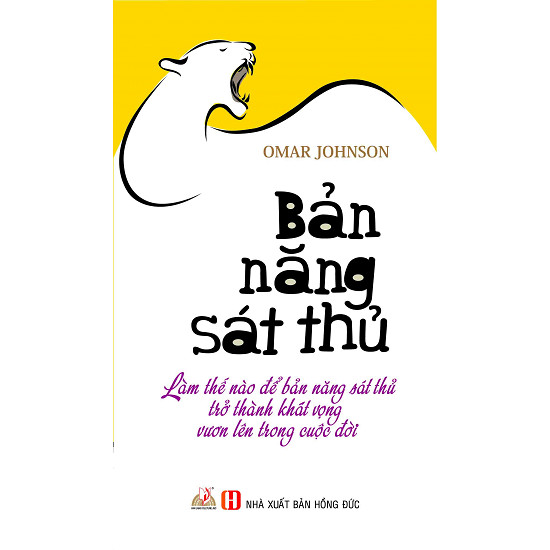 OMAR JOHNSON
Bản
năng
sát thủ
Làm thế nào để bản năng sát thủ
trở thành khát vọng
vươn lên trong cuộc đời
H NHÀ XUẤT BẢN HỒNG ĐỨC